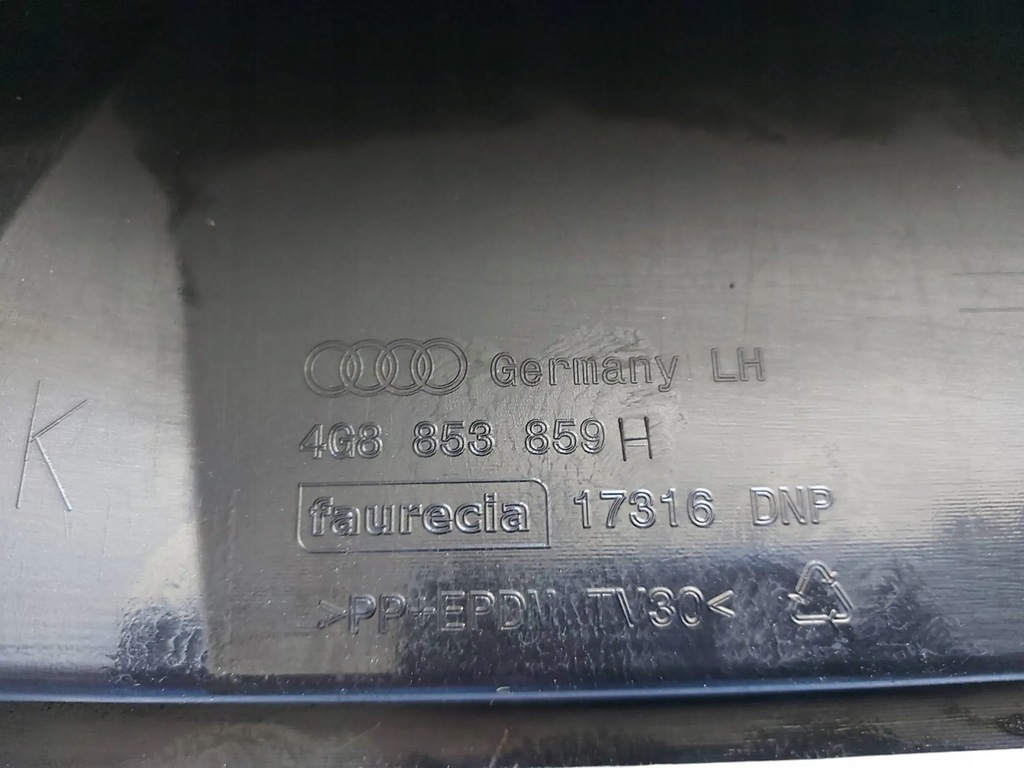 Germany LH
4G8 853 859 H
K
faurecia 17316 DNP
>PP+EPDM TV30<